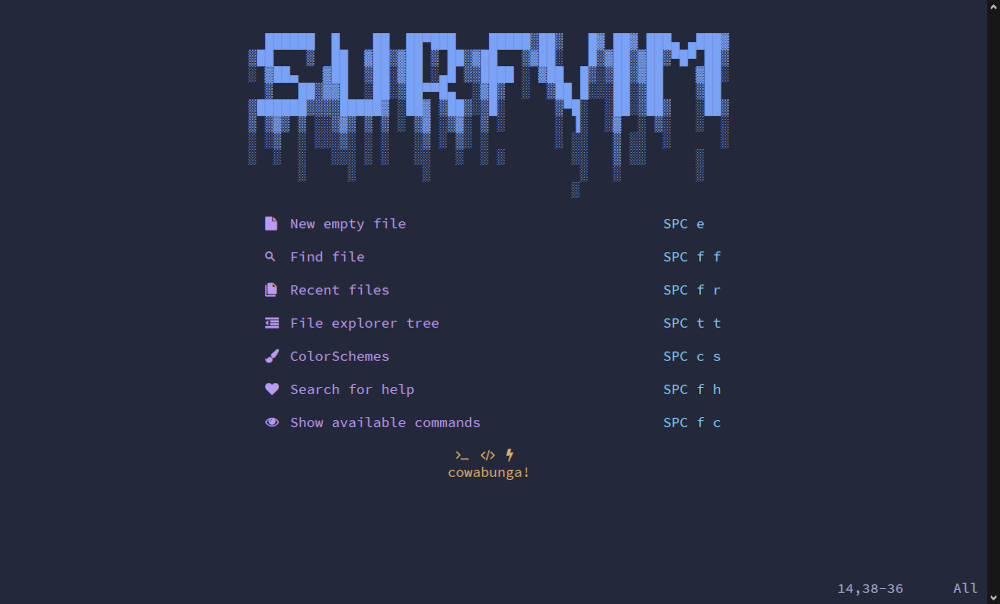 SURFVIM
New empty file SPC e
Find file SPC f f
Recent files SPC f r
File explorer tree SPC t t
ColorSchemes SPC c s
Search for help SPC f h
Show available commands SPC f c
>_ </>
cowabunga!
14,38-36 All